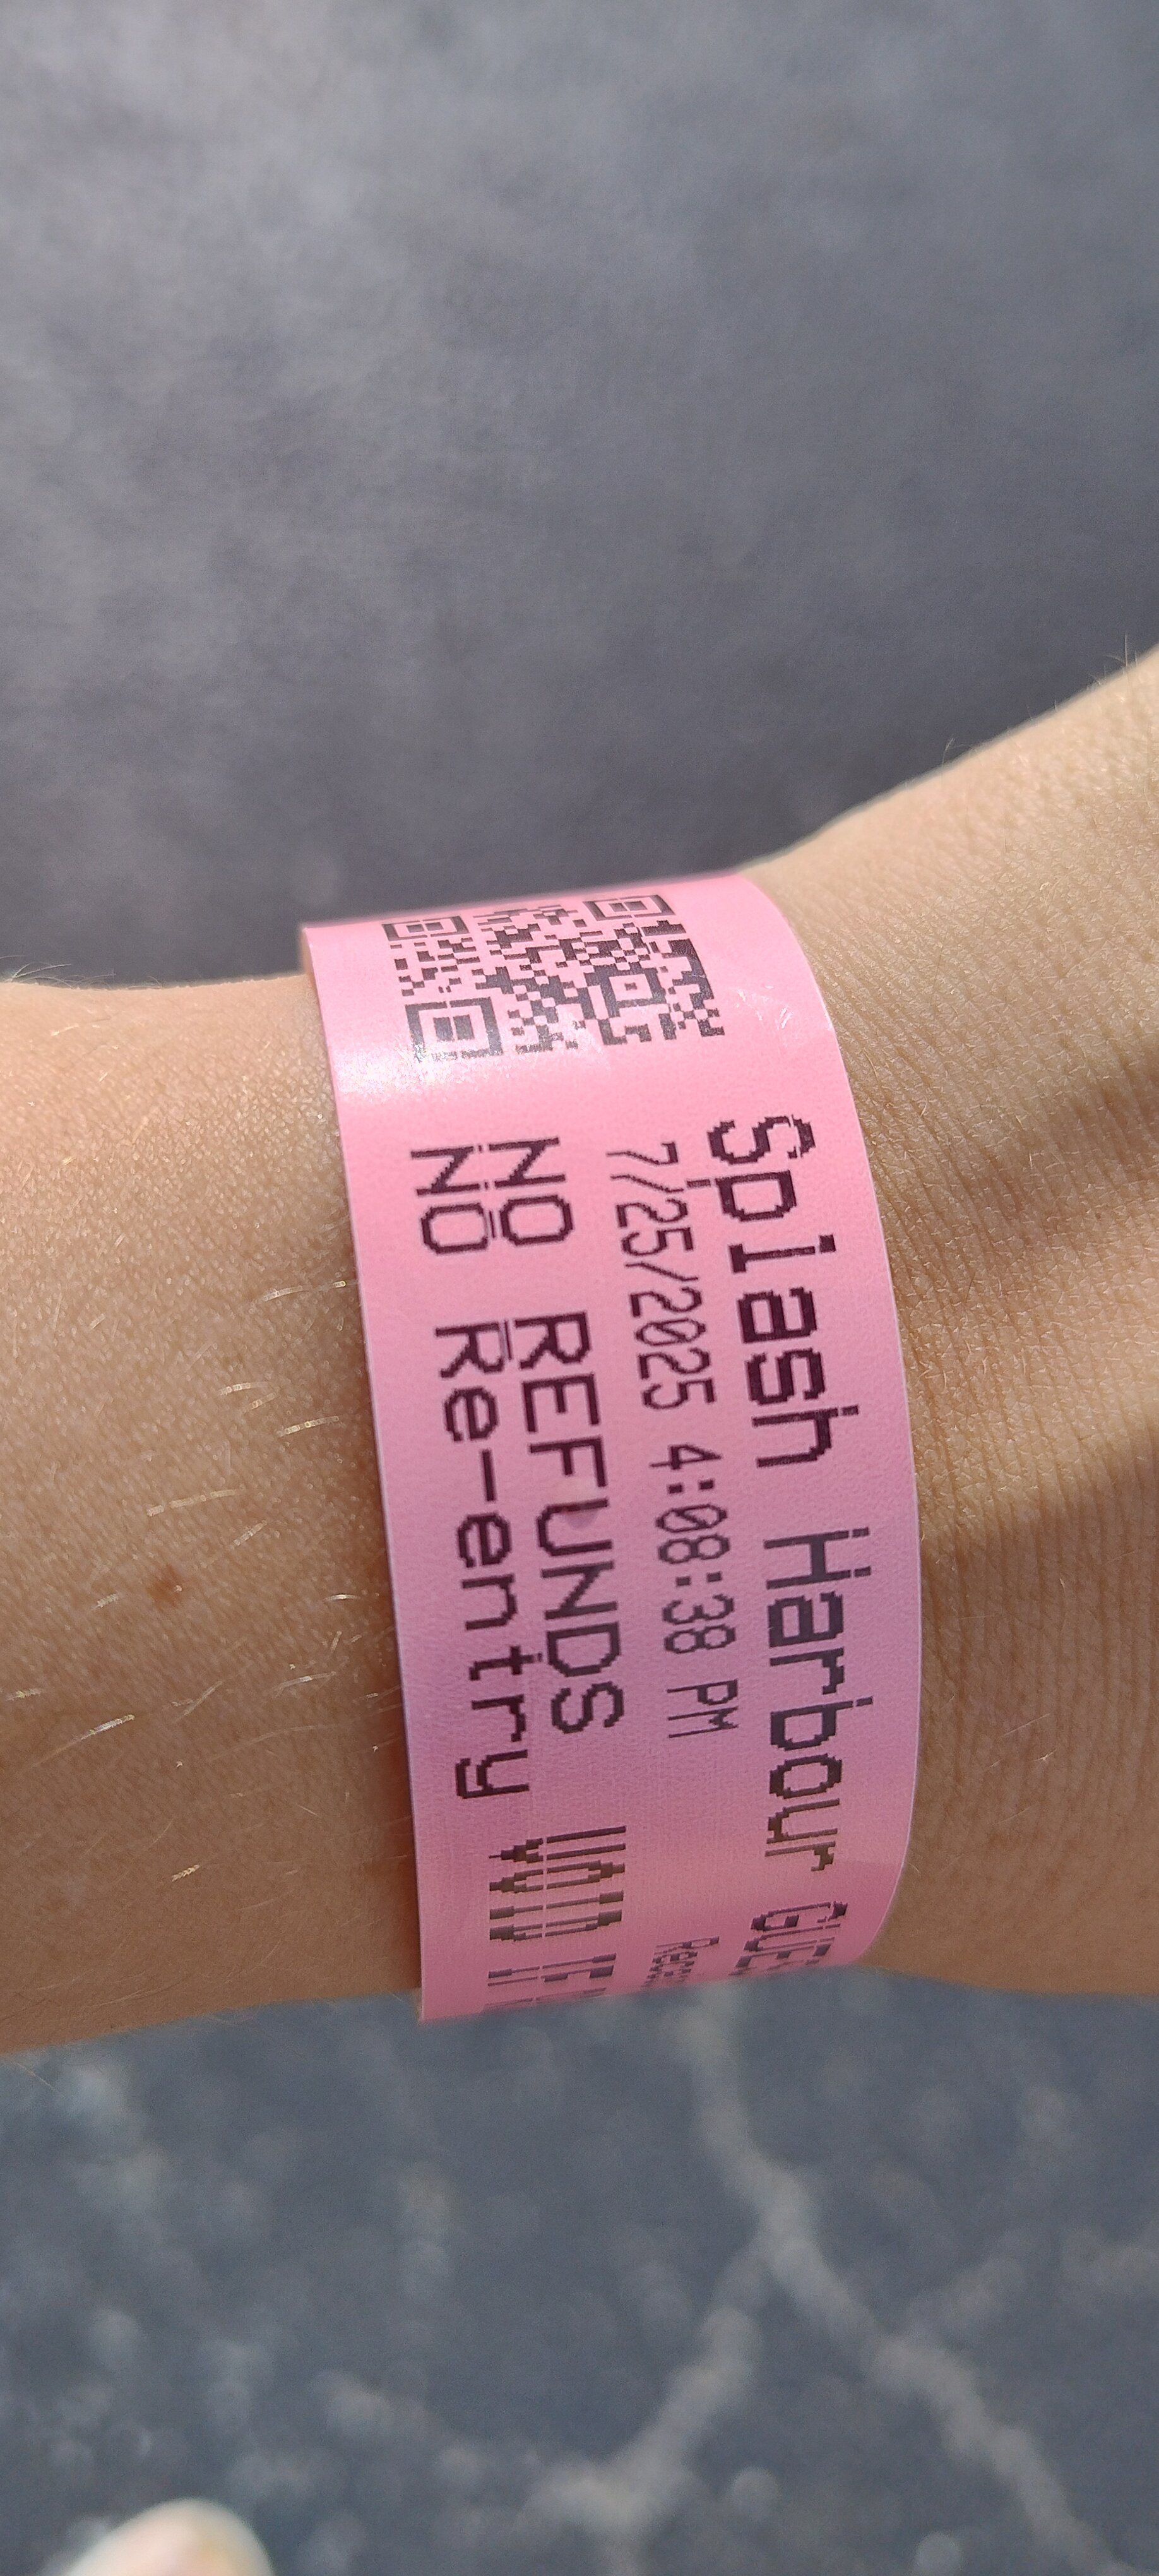 Splash Harbour
7/25/2025 4:08:38 PM
NO REFUNDS
NO Re-entry